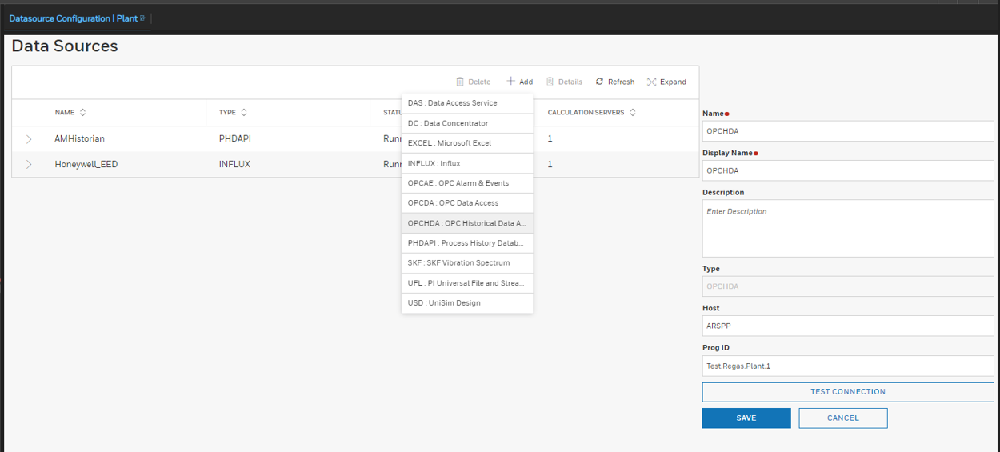 Datasource Configuration | Plant
Data Sources
Delete Add Details Refresh Expand
NAME TYPE STATU CALCULATION SERVERS
AMHistorian PHDAPI Runn 1
Honeywell_EED INFLUX Runn 1
DAS : Data Access Service
DC : Data Concentrator
EXCEL : Microsoft Excel
INFLUX : Influx
OPCAE : OPC Alarm & Events
OPCDA : OPC Data Access
OPCHDA : OPC Historical Data A...
PHDAPI : Process History Datab...
SKF : SKF Vibration Spectrum
UFL : PI Universal File and Strea...
USD : UniSim Design
Name
OPCHDA
Display Name
OPCHDA
Description
Enter Description
Type
OPCHDA
Host
ARSPP
Prog ID
Test.Regas.Plant.1
TEST CONNECTION
SAVE CANCEL